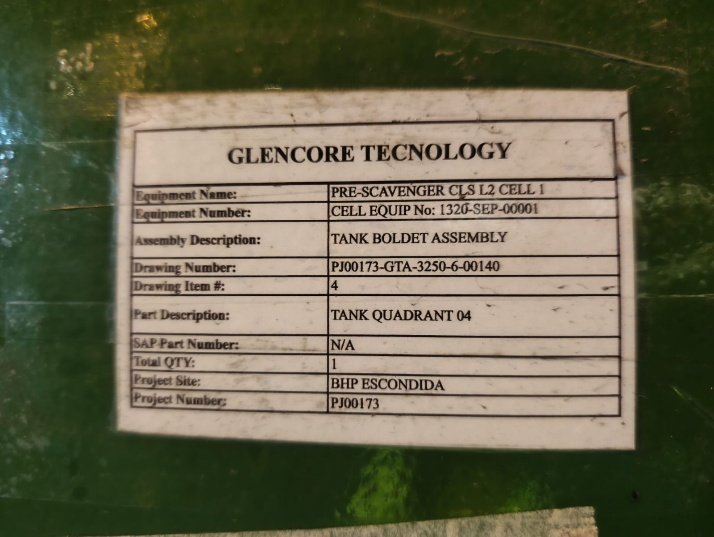 GLENCORE TECNOLOGY
Equipment Name: PRE-SCAVENGER CLS L2 CELL 1
Equipment Number: CELL EQUIP No: 1320-SEP-00001
Assembly Description: TANK BOLDET ASSEMBLY
Drawing Number: PJ00173-GTA-3250-6-00140
Drawing Item #: 4
Part Description: TANK QUADRANT 04
SAP Part Number: N/A
Total QTY: 1
Project Site: BHP ESCONDIDA
Project Number: PJ00173